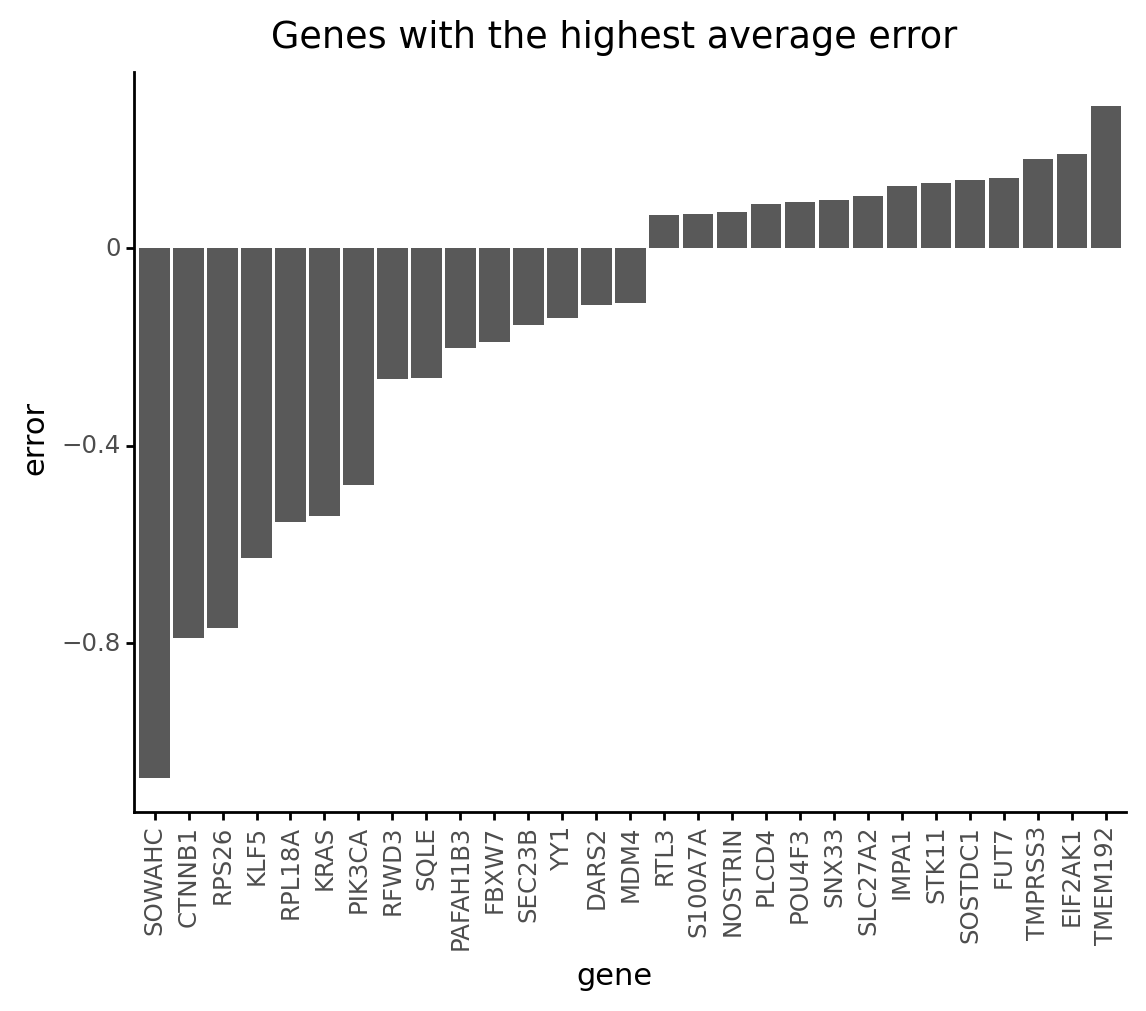 Genes with the highest average error
error
0
−0.4
−0.8
SOWAHC
CTNNB1
RPS26
KLF5
RPL18A
KRAS
PIK3CA
RFWD3
SQLE
PAFAH1B3
FBXW7
SEC23B
YY1
DARS2
MDM4
RTL3
S100A7A
NOSTRIN
PLCD4
POU4F3
SNX33
SLC27A2
IMPA1
STK11
SOSTDC1
FUT7
TMPRSS3
EIF2AK1
TMEM192
gene